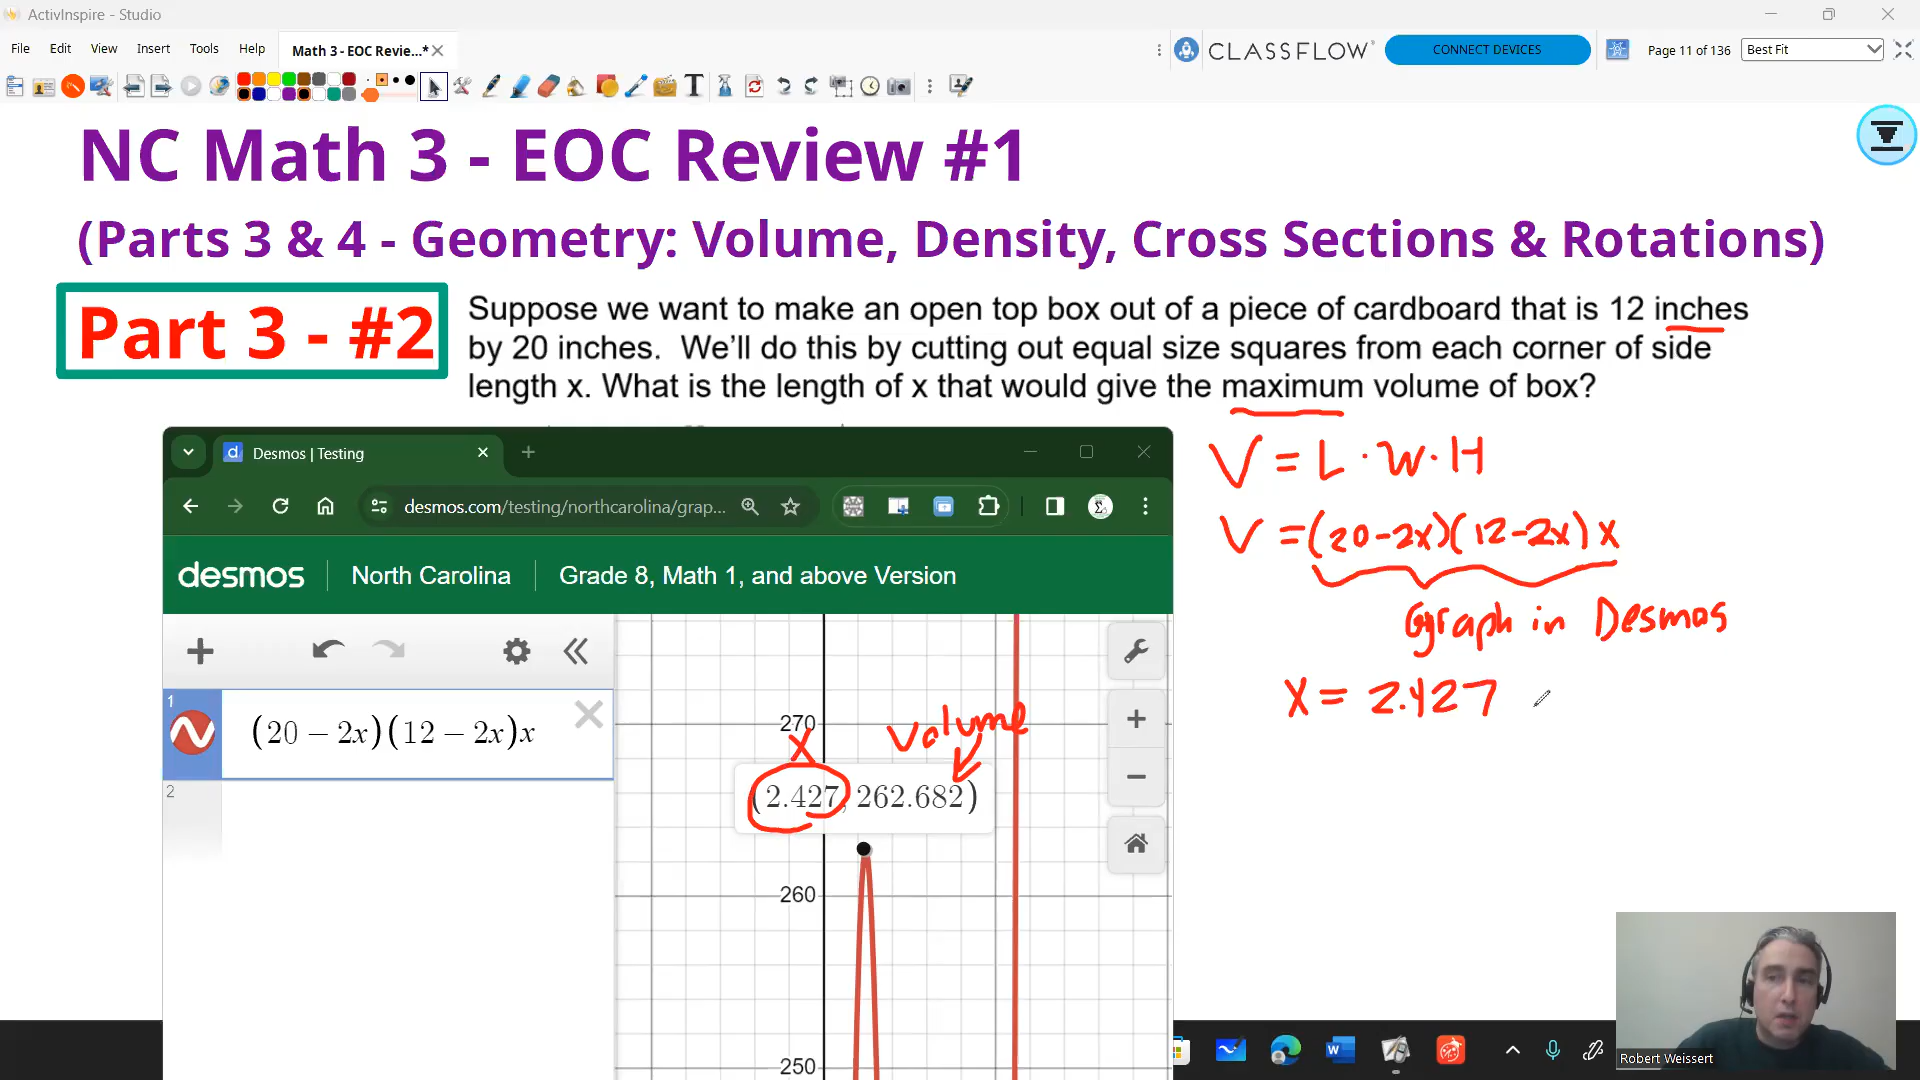 ActivInspire - Studio
File Edit View Insert Tools Help Math 3 - EOC Revie...* CLASSFLOW CONNECT DEVICES Page 11 of 136 Best Fit
NC Math 3 - EOC Review #1
(Parts 3 & 4 - Geometry: Volume, Density, Cross Sections & Rotations)
Part 3 - #2
Suppose we want to make an open top box out of a piece of cardboard that is 12 inches
by 20 inches. We'll do this by cutting out equal size squares from each corner of side
length x. What is the length of x that would give the maximum volume of box?
V = L · W · H
V = (20-2x)(12-2x)x
Graph in Desmos
X = 2.427
Desmos | Testing
desmos.com/testing/northcarolina/grap...
desmos North Carolina Grade 8, Math 1, and above Version
1
(20 − 2x)(12 − 2x)x
2
270
X Volume
(2.427, 262.682)
260
250
Robert Weissert